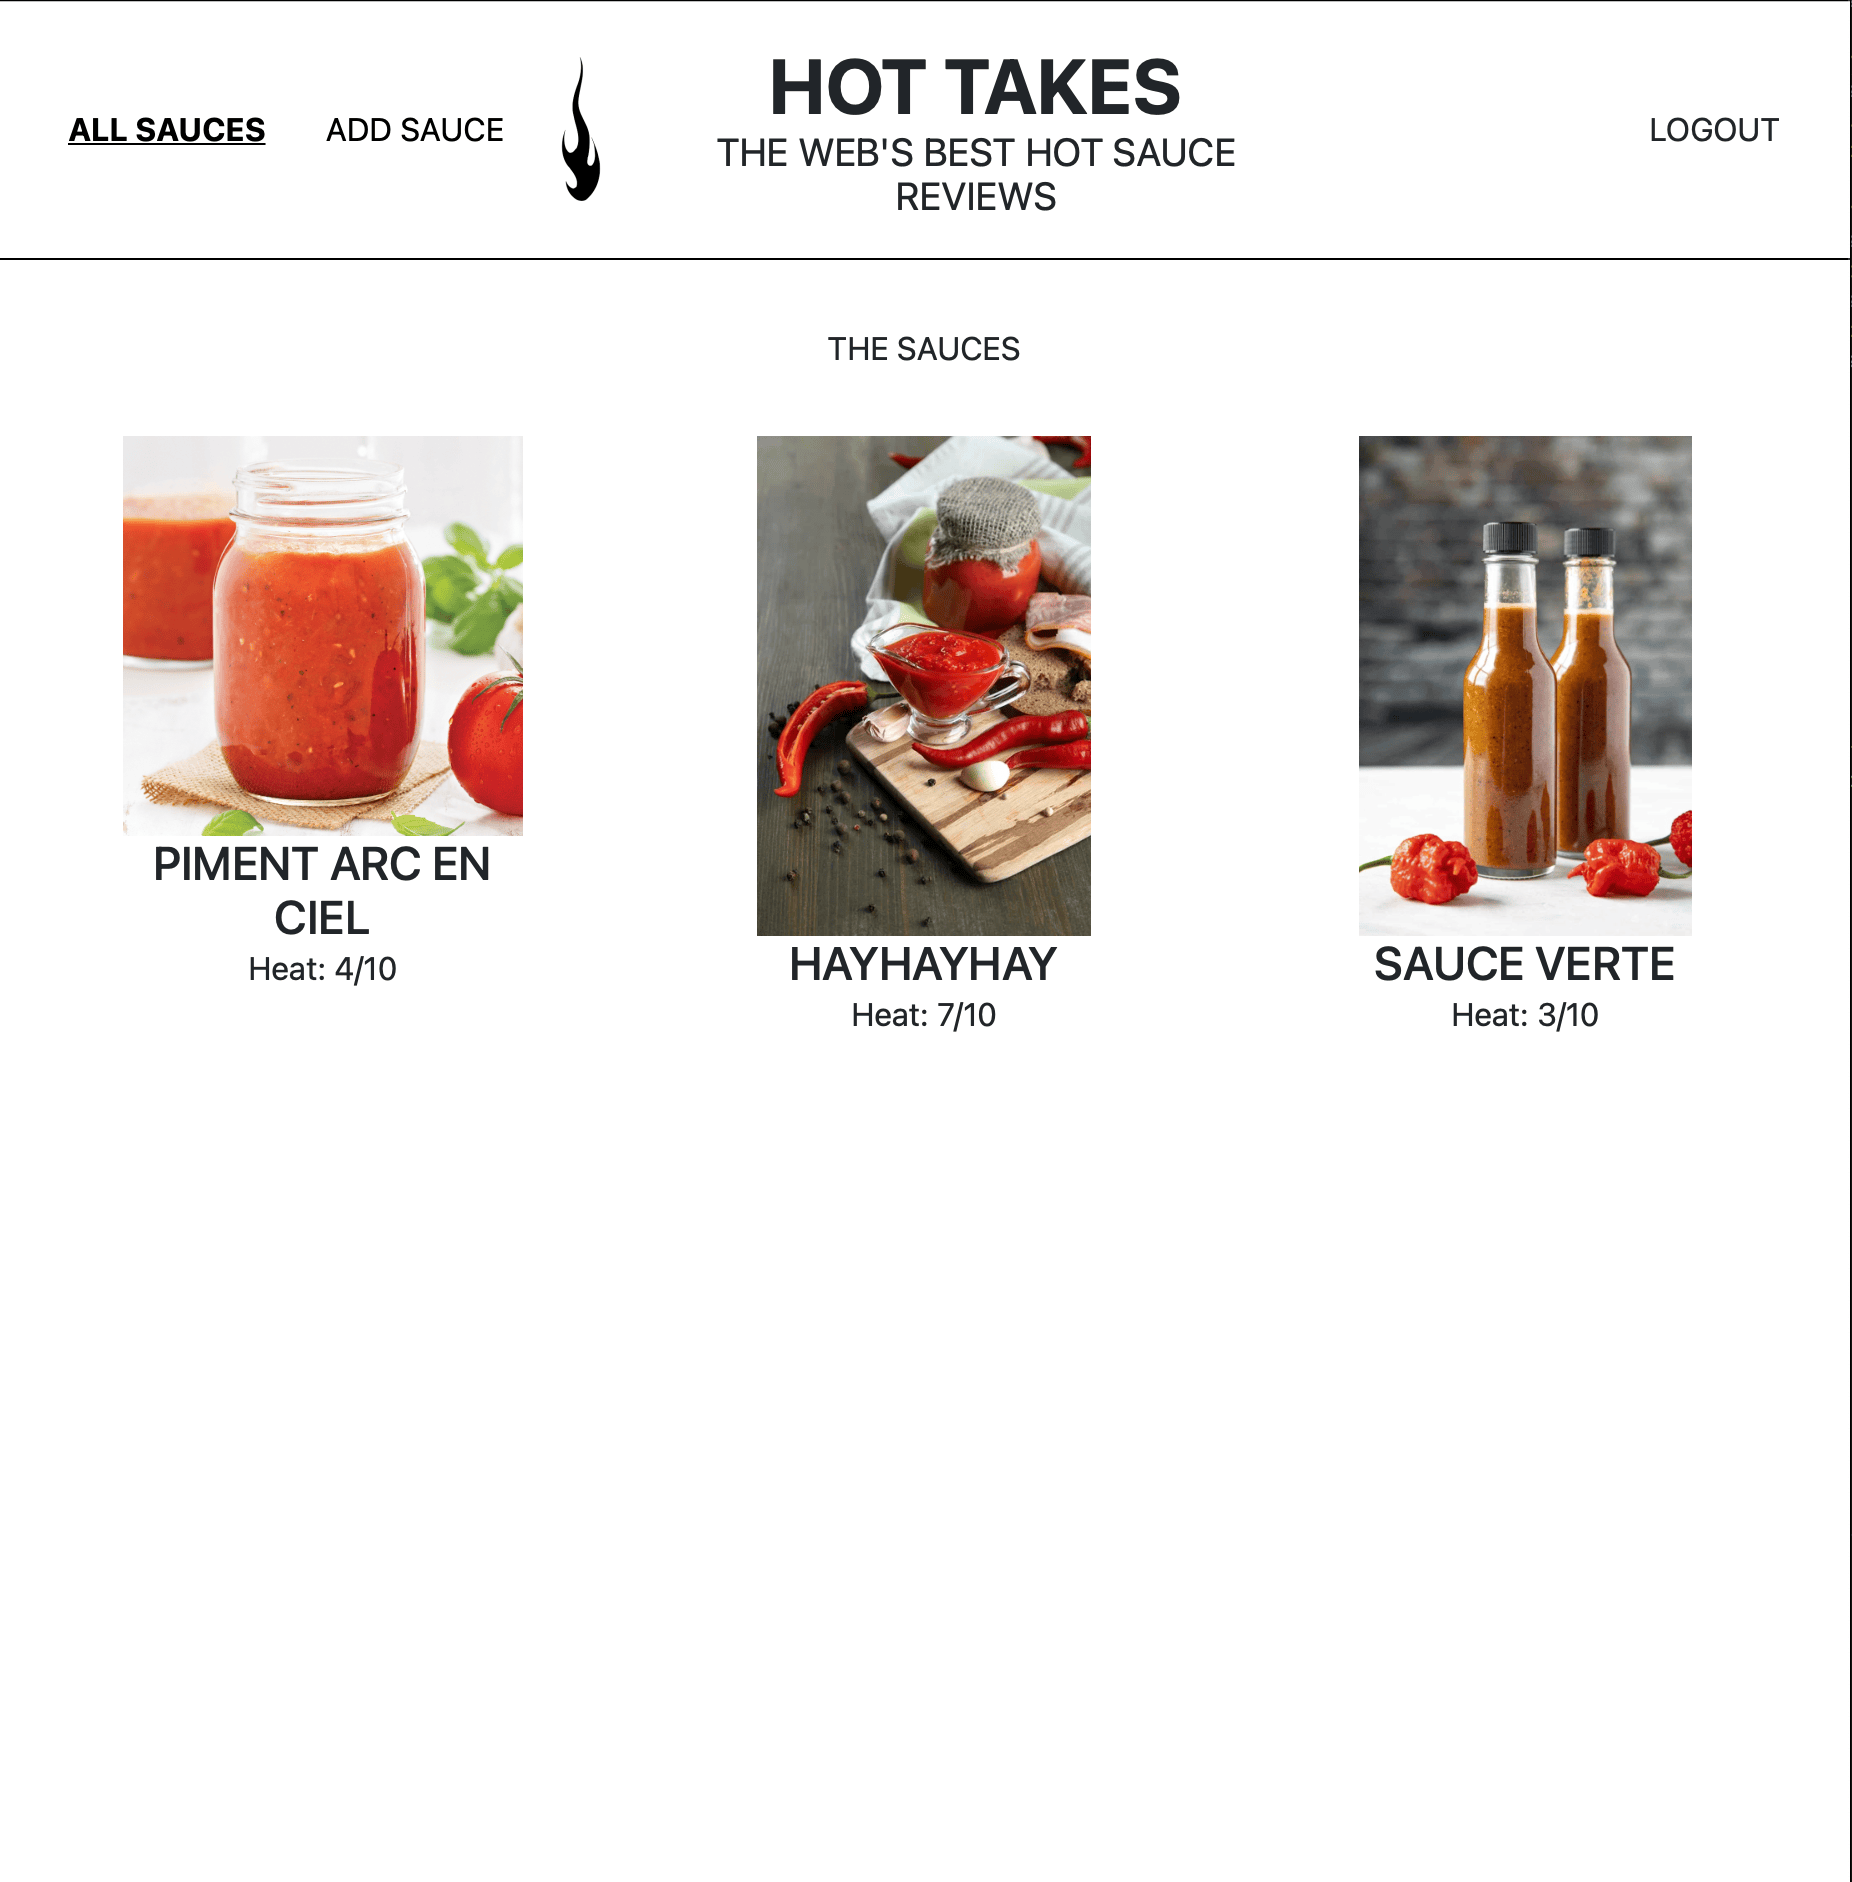 ALL SAUCES
ADD SAUCE
HOT TAKES
THE WEB'S BEST HOT SAUCE
REVIEWS
LOGOUT
THE SAUCES
PIMENT ARC EN
CIEL
Heat: 4/10
HAYHAYHAY
Heat: 7/10
SAUCE VERTE
Heat: 3/10